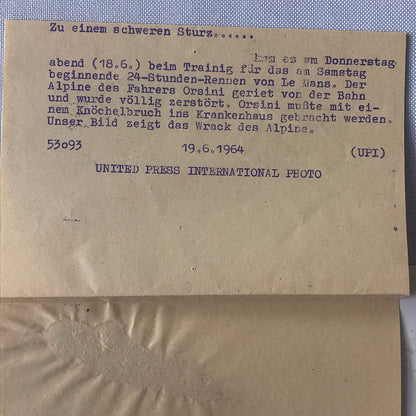 Zu einem schweren Sturz......
kam es am Donnerstag
abend (18.6.) beim Trainig für das am Samstag
beginnende 24-Stunden-Rennen von Le Mans. Der
Alpine des Fahrers Orsini geriet von der Bahn
und wurde völlig zerstört. Orsini mußte mit ei-
nem Knöchelbruch ins Krankenhaus gebracht werden.
Unser Bild zeigt das Wrack des Alpine.
53o93 19.6.1964 (UPI)
UNITED PRESS INTERNATIONAL PHOTO